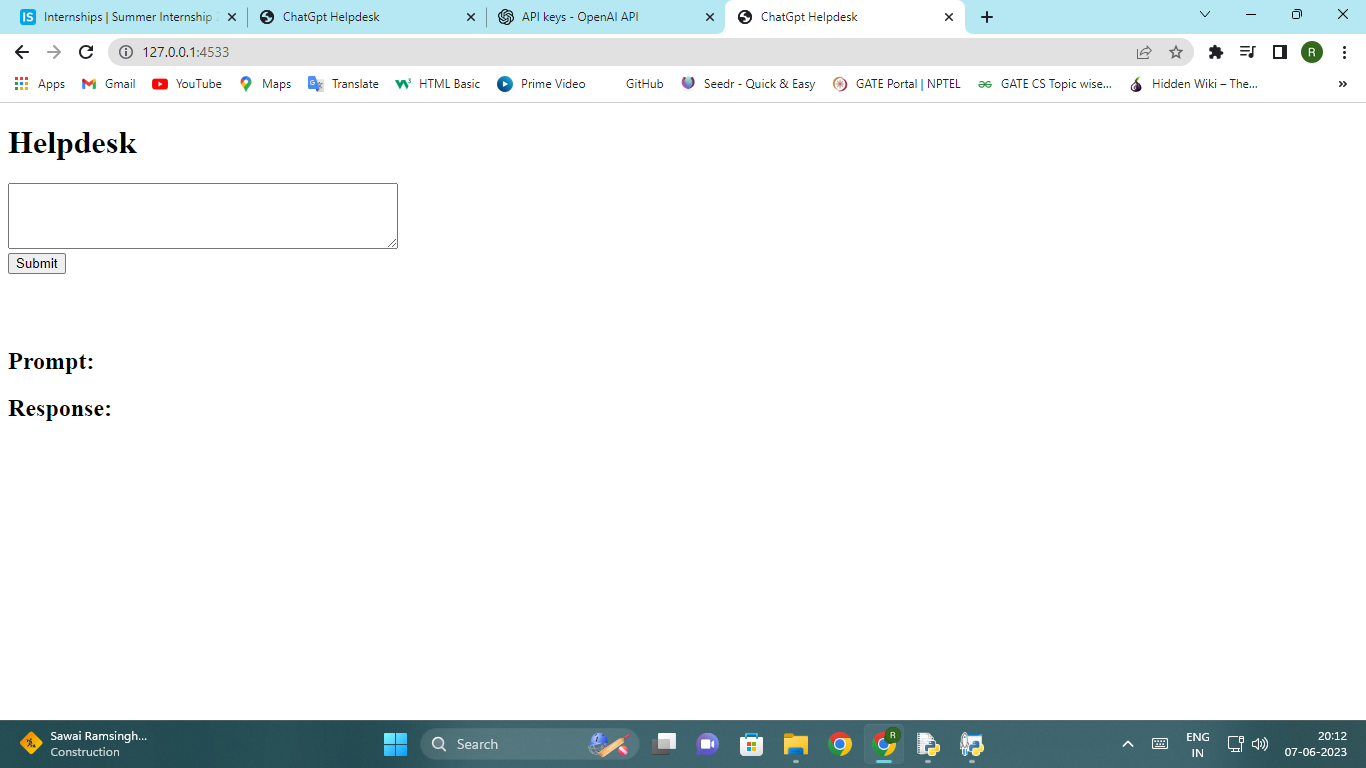 Internships | Summer Internship
ChatGpt Helpdesk
API keys - OpenAI API
ChatGpt Helpdesk
127.0.0.1:4533
R
Apps
Gmail
YouTube
Maps
Translate
HTML Basic
Prime Video
GitHub
Seedr - Quick & Easy
GATE Portal | NPTEL
GATE CS Topic wise...
Hidden Wiki – The...
Helpdesk
Submit
Prompt:
Response:
Sawai Ramsingh...
Construction
Search
R
ENG
IN
20:12
07-06-2023